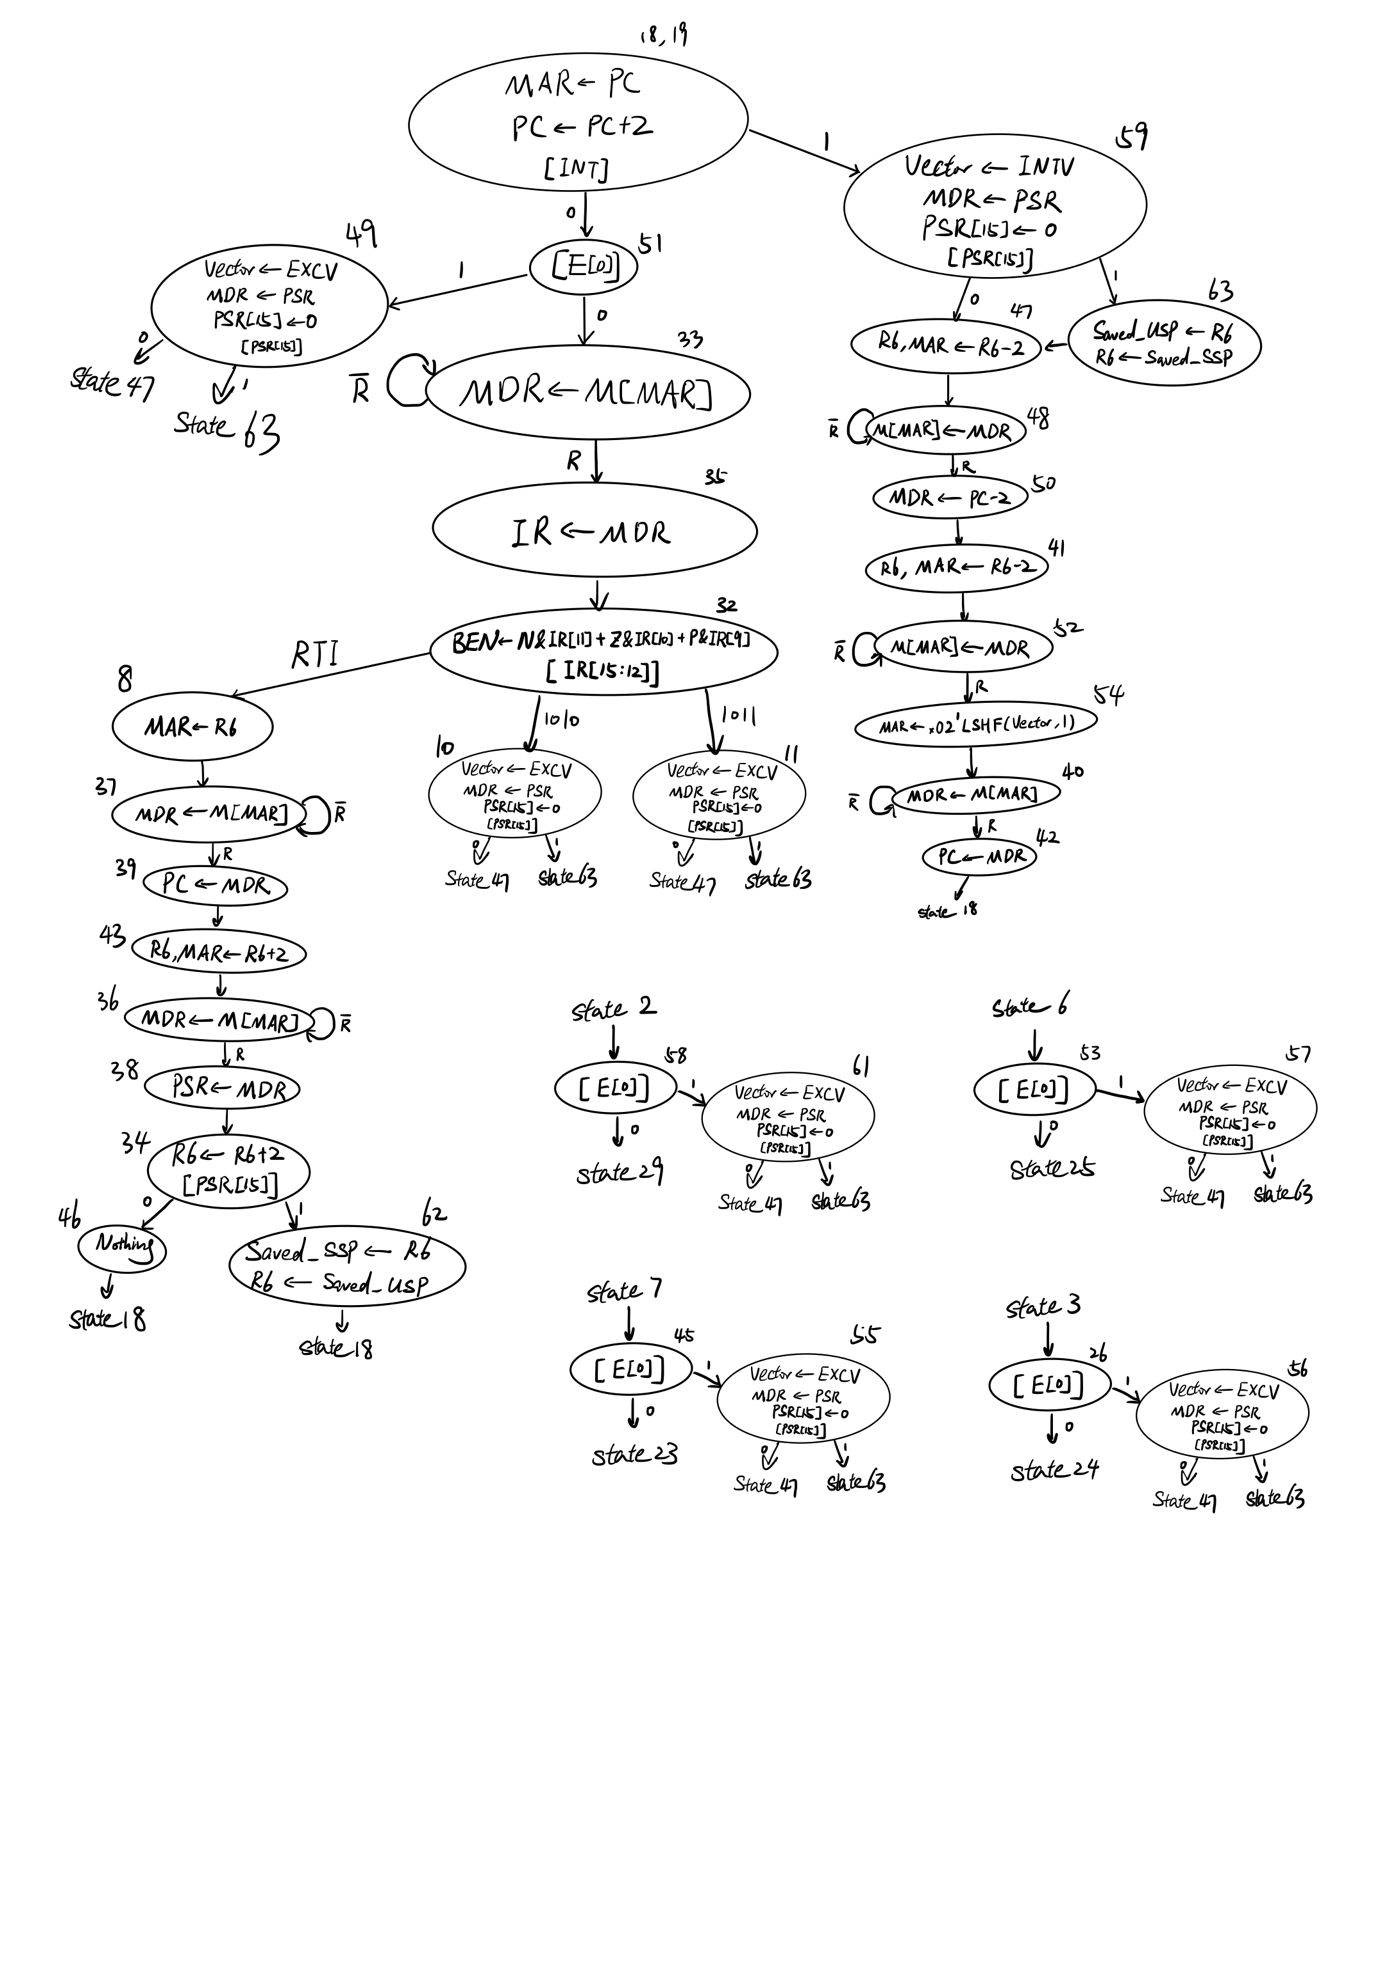 18,19
MAR ← PC
PC ← PC+2
[INT]
0
1
59
Vector ← INTV
MDR ← PSR
PSR[15] ← 0
[PSR[15]]
0
1
51
[E[0]]
1
0
49
Vector ← EXCV
MDR ← PSR
PSR[15] ← 0
[PSR[15]]
0
State 47
1
State 63
63
Saved_USP ← R6
R6 ← Saved_SSP
47
R6, MAR ← R6-2
48
M[MAR] ← MDR
R̅
R
50
MDR ← PC-2
41
R6, MAR ← R6-2
52
M[MAR] ← MDR
R̅
R
54
MAR ← x02'LSHF(Vector,1)
40
MDR ← M[MAR]
R̅
R
42
PC ← MDR
state 18
33
MDR ← M[MAR]
R̅
R
35
IR ← MDR
32
BEN ← N&IR[11] + Z&IR[10] + P&IR[9]
[IR[15:12]]
RTI
1010
1011
8
MAR ← R6
37
MDR ← M[MAR]
R̅
R
39
PC ← MDR
43
R6, MAR ← R6+2
36
MDR ← M[MAR]
R̅
R
38
PSR ← MDR
34
R6 ← R6+2
[PSR[15]]
0
1
46
Nothing
State 18
62
Saved_SSP ← R6
R6 ← Saved_USP
State 18
10
Vector ← EXCV
MDR ← PSR
PSR[15] ← 0
[PSR[15]]
0
1
State 47
State 63
11
Vector ← EXCV
MDR ← PSR
PSR[15] ← 0
[PSR[15]]
0
1
State 47
State 63
state 2
58
[E[0]]
1
0
state 29
61
Vector ← EXCV
MDR ← PSR
PSR[15] ← 0
[PSR[15]]
0
1
State 47
State 63
State 6
53
[E[0]]
1
0
State 25
57
Vector ← EXCV
MDR ← PSR
PSR[15] ← 0
[PSR[15]]
0
1
State 47
State 63
state 7
45
[E[0]]
1
0
state 23
55
Vector ← EXCV
MDR ← PSR
PSR[15] ← 0
[PSR[15]]
0
1
State 47
State 63
state 3
26
[E[0]]
1
0
state 24
56
Vector ← EXCV
MDR ← PSR
PSR[15] ← 0
[PSR[15]]
0
1
State 47
State 63